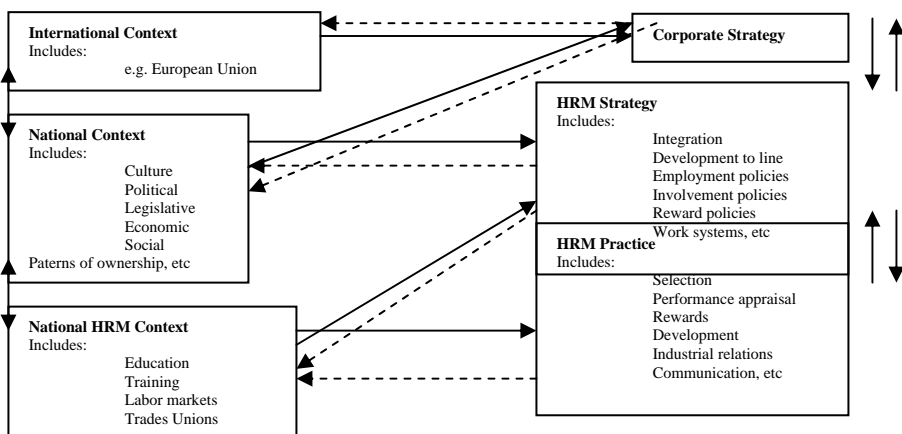 International Context
Includes:
e.g. European Union
National Context
Includes:
Culture
Political
Legislative
Economic
Social
Paterns of ownership, etc
National HRM Context
Includes:
Education
Training
Labor markets
Trades Unions
Corporate Strategy
HRM Strategy
Includes:
Integration
Development to line
Employment policies
Involvement policies
Reward policies
Work systems, etc
HRM Practice
Includes:
Selection
Performance appraisal
Rewards
Development
Industrial relations
Communication, etc